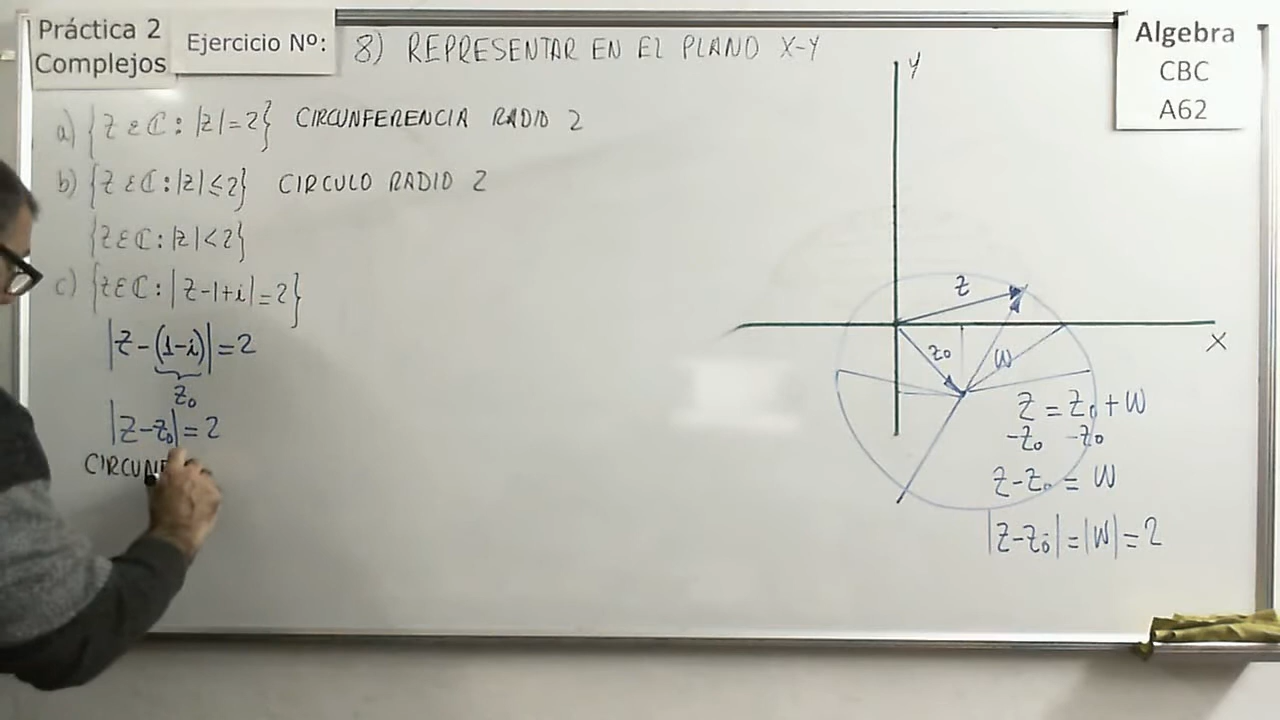 Práctica 2
Complejos
Ejercicio Nº:
8) REPRESENTAR EN EL PLANO X-Y
Algebra
CBC
A62
a) {Z ε ℂ : |z| = 2} CIRCUNFERENCIA RADIO 2
b) {Z ε ℂ : |z| ≤ 2} CIRCULO RADIO 2
{Z ε ℂ : |z| < 2}
c) {Z ε ℂ : |Z-1+i| = 2}
|Z-(1-i)| = 2
Z₀
|Z-Z₀| = 2
CIRCUNF
Y
X
Z
Z₀
W
Z = Z₀ + W
-Z₀ -Z₀
Z-Z₀ = W
|Z-Z₀| = |W| = 2